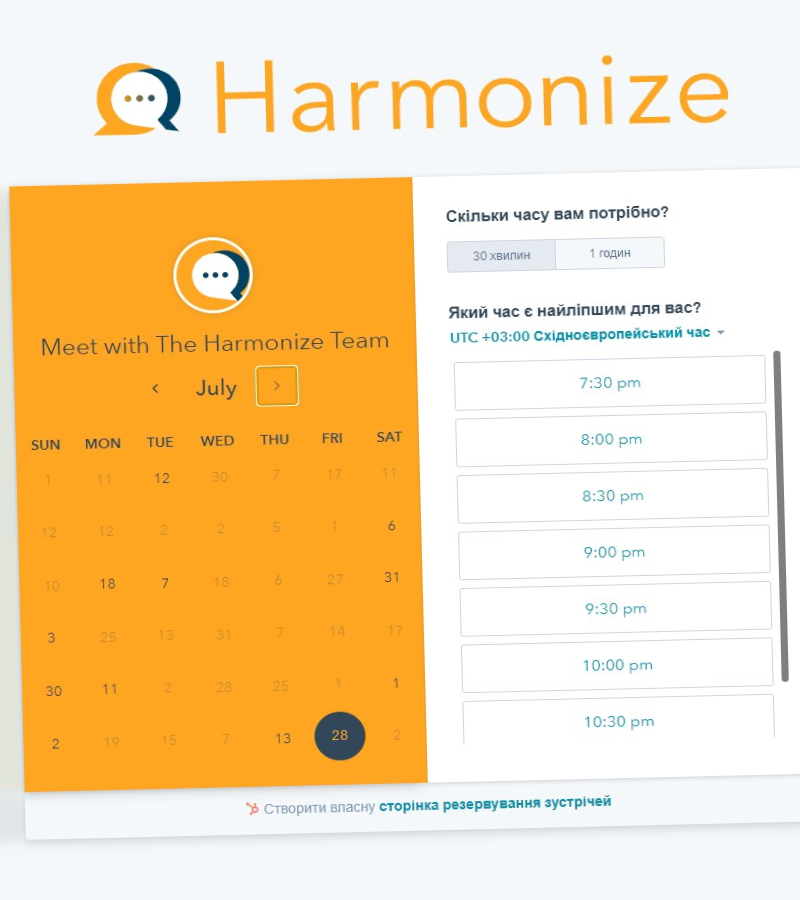 Harmonize
Meet with The Harmonize Team
July
SUN MON TUE WED THU FRI SAT
1 11 12 30 7 17 11
12 12 2 2 5 1 6
10 18 7 18 6 27 31
3 25 13 31 7 14 17
30 11 2 28 25 1 1
2 19 15 7 13 28 2
Скільки часу вам потрібно?
30 хвилин 1 годин
Який час є найліпшим для вас?
UTC +03:00 Східноєвропейський час
7:30 pm
8:00 pm
8:30 pm
9:00 pm
9:30 pm
10:00 pm
10:30 pm
Створити власну сторінка резервування зустрічей